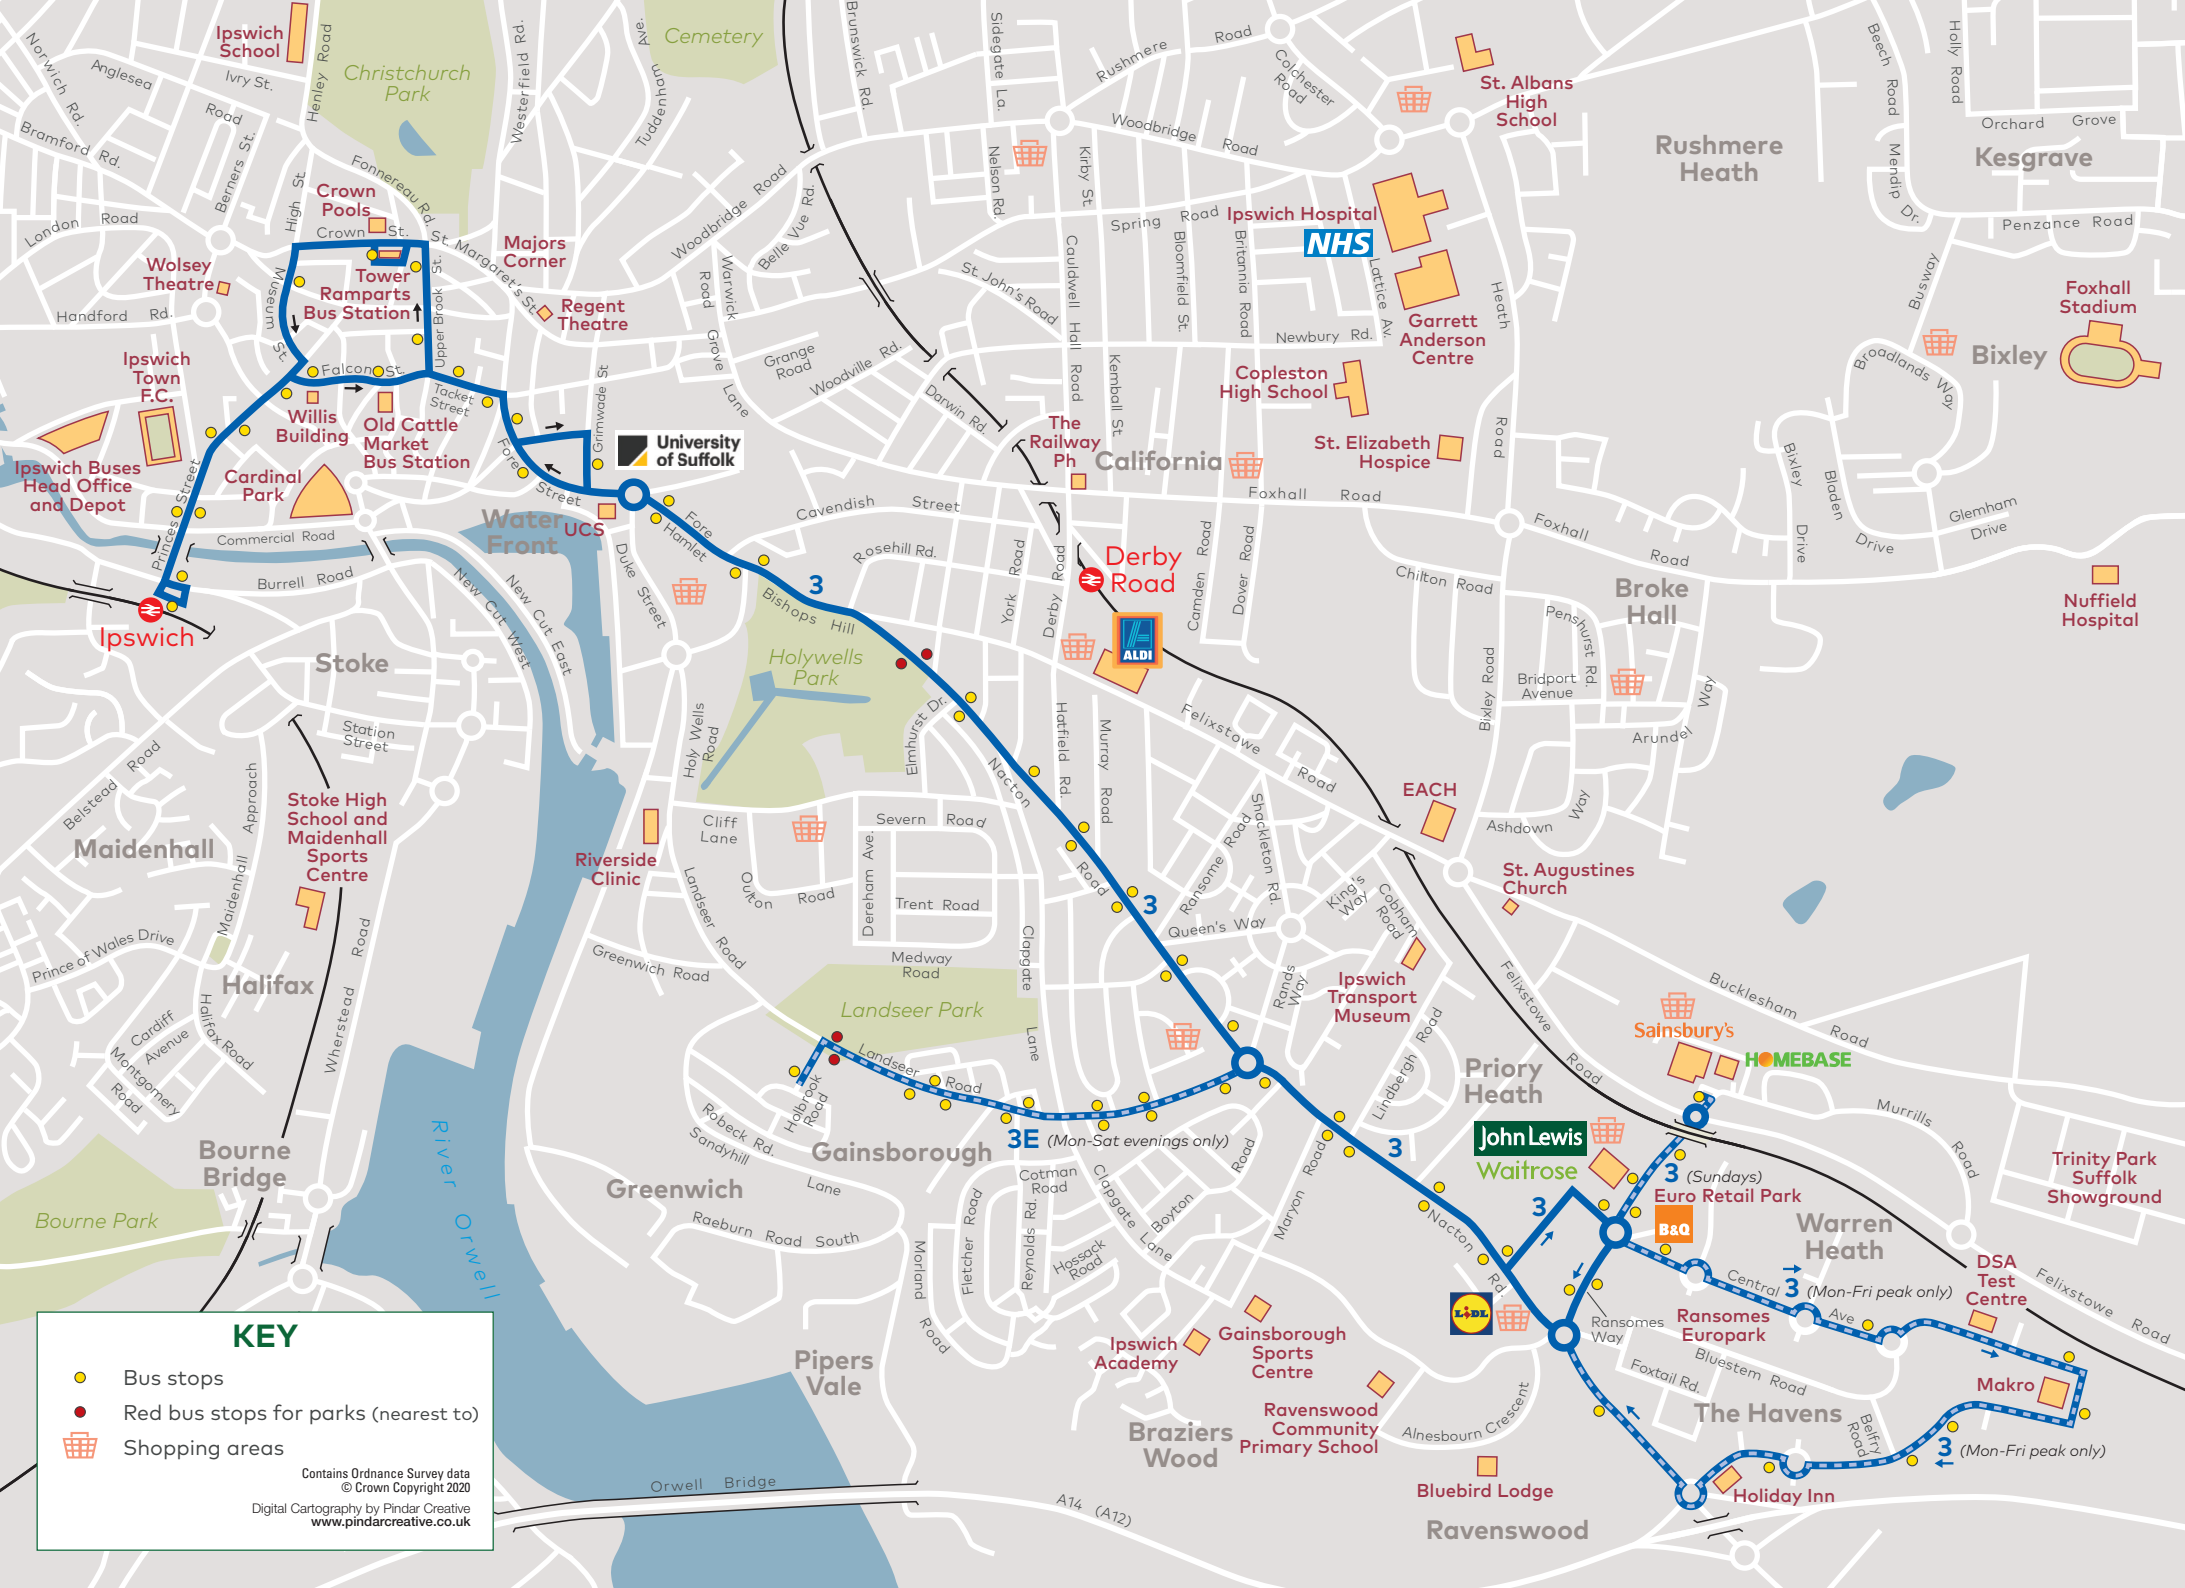 Ipswich
School
Henley Road
Christchurch
Park
Westerfield Rd.
Tuddenham
Ave.
Cemetery
Brunswick Rd.
Sidegate La.
Rushmere Road
Colchester
Road
St. Albans
High
School
Beech Road
Holly Road
Orchard Grove
Norwich Rd.
Anglesea
Road
Ivry St.
Bramford Rd.
Berners St.
High St.
Fonnereau Rd.
Woodbridge Road
Nelson Rd.
Kirby St.
Woodbridge Road
Rushmere
Heath
Kesgrave
Mendip Dr.
Penzance Road
London Road
Crown
Pools
Crown St.
St. Margaret's St.
Majors
Corner
Belle Vue Rd.
Spring Road
Ipswich Hospital
NHS
Wolsey
Theatre
Museum St.
Tower
Ramparts
Bus Station
Upper Brook St.
Regent
Theatre
Warwick
Road
St. John's Road
Cauldwell Hall Road
Bloomfield St.
Britannia Road
Lattice Av.
Heath
Road
Garrett
Anderson
Centre
Busway
Foxhall
Stadium
Handford Rd.
Newbury Rd.
Grove
Lane
Grange
Road
Woodville Rd.
Kemball St.
Broadlands Way
Bixley
Ipswich
Town
F.C.
Falcon St.
Tacket
Street
Grimwade St
Darwin Rd.
Copleston
High School
Willis
Building
Old Cattle
Market
Bus Station
The
Railway
Ph
California
St. Elizabeth
Hospice
University
of Suffolk
Ipswich Buses
Head Office
and Depot
Cardinal
Park
Princes Street
Fore
Street
Water
Front
UCS
Cavendish Street
Foxhall Road
Foxhall Road
Bixley
Drive
Bladen
Drive
Glemham
Drive
Commercial Road
Burrell Road
Ipswich
Fore
Hamlet
Duke Street
Rosehill Rd.
York Road
Derby Road
Derby
Road
Camden Road
Dover Road
Chilton Road
Broke
Hall
Penshurst Rd.
Nuffield
Hospital
New Cut West
New Cut East
3
Bishops Hill
Holywells
Park
ALDI
Stoke
Station
Street
Holy Wells
Road
Elmhurst Dr.
Hatfield Rd.
Murray Road
Felixstowe Road
Bixley Road
Bridport
Avenue
Arundel
Way
Belstead Road
Maidenhall
Approach
Maidenhall
Stoke High
School and
Maidenhall
Sports
Centre
Riverside
Clinic
Cliff
Lane
Severn Road
Nacton
Road
Shackleton Rd.
Ransome Road
EACH
Ashdown
Way
St. Augustines
Church
Oulton Road
Dereham Ave.
Trent Road
3
Queen's Way
King's
Way
Cobham
Road
Landseer Road
Greenwich Road
Medway
Road
Clapgate
Lane
Prince of Wales Drive
Halifax
Wherstead Road
Landseer Park
Rands
Way
Ipswich
Transport
Museum
Felixstowe
Road
Bucklesham Road
Sainsbury's
HOMEBASE
Cardiff
Avenue
Halifax Road
Montgomery
Road
Landseer Road
Holbrook
Road
Lindbergh Road
Priory
Heath
Murrills
Road
Robeck Rd.
Sandyhill
Lane
Gainsborough
3E (Mon-Sat evenings only)
3
John Lewis
Waitrose
3 (Sundays)
Euro Retail Park
B&Q
Trinity Park
Suffolk
Showground
Bourne
Bridge
River Orwell
Greenwich
Cotman
Road
Clapgate
Lane
Boyton
Road
Maryon Road
3
Warren
Heath
Bourne Park
Raeburn Road South
Morland
Road
Fletcher Road
Reynolds Rd.
Hossack
Road
Nacton
Rd.
Central
Ave
3 (Mon-Fri peak only)
DSA
Test
Centre
Felixstowe
Road
LIDL
Ransomes
Way
Ransomes
Europark
KEY
Bus stops
Red bus stops for parks (nearest to)
Shopping areas
Contains Ordnance Survey data
© Crown Copyright 2020
Digital Cartography by Pindar Creative
www.pindarcreative.co.uk
Pipers
Vale
Ipswich
Academy
Gainsborough
Sports
Centre
Foxtail Rd.
Bluestem Road
Makro
Braziers
Wood
Ravenswood
Community
Primary School
Alnesbourn Crescent
The Havens
Belfry
Road
3 (Mon-Fri peak only)
Orwell Bridge
A14 (A12)
Bluebird Lodge
Holiday Inn
Ravenswood